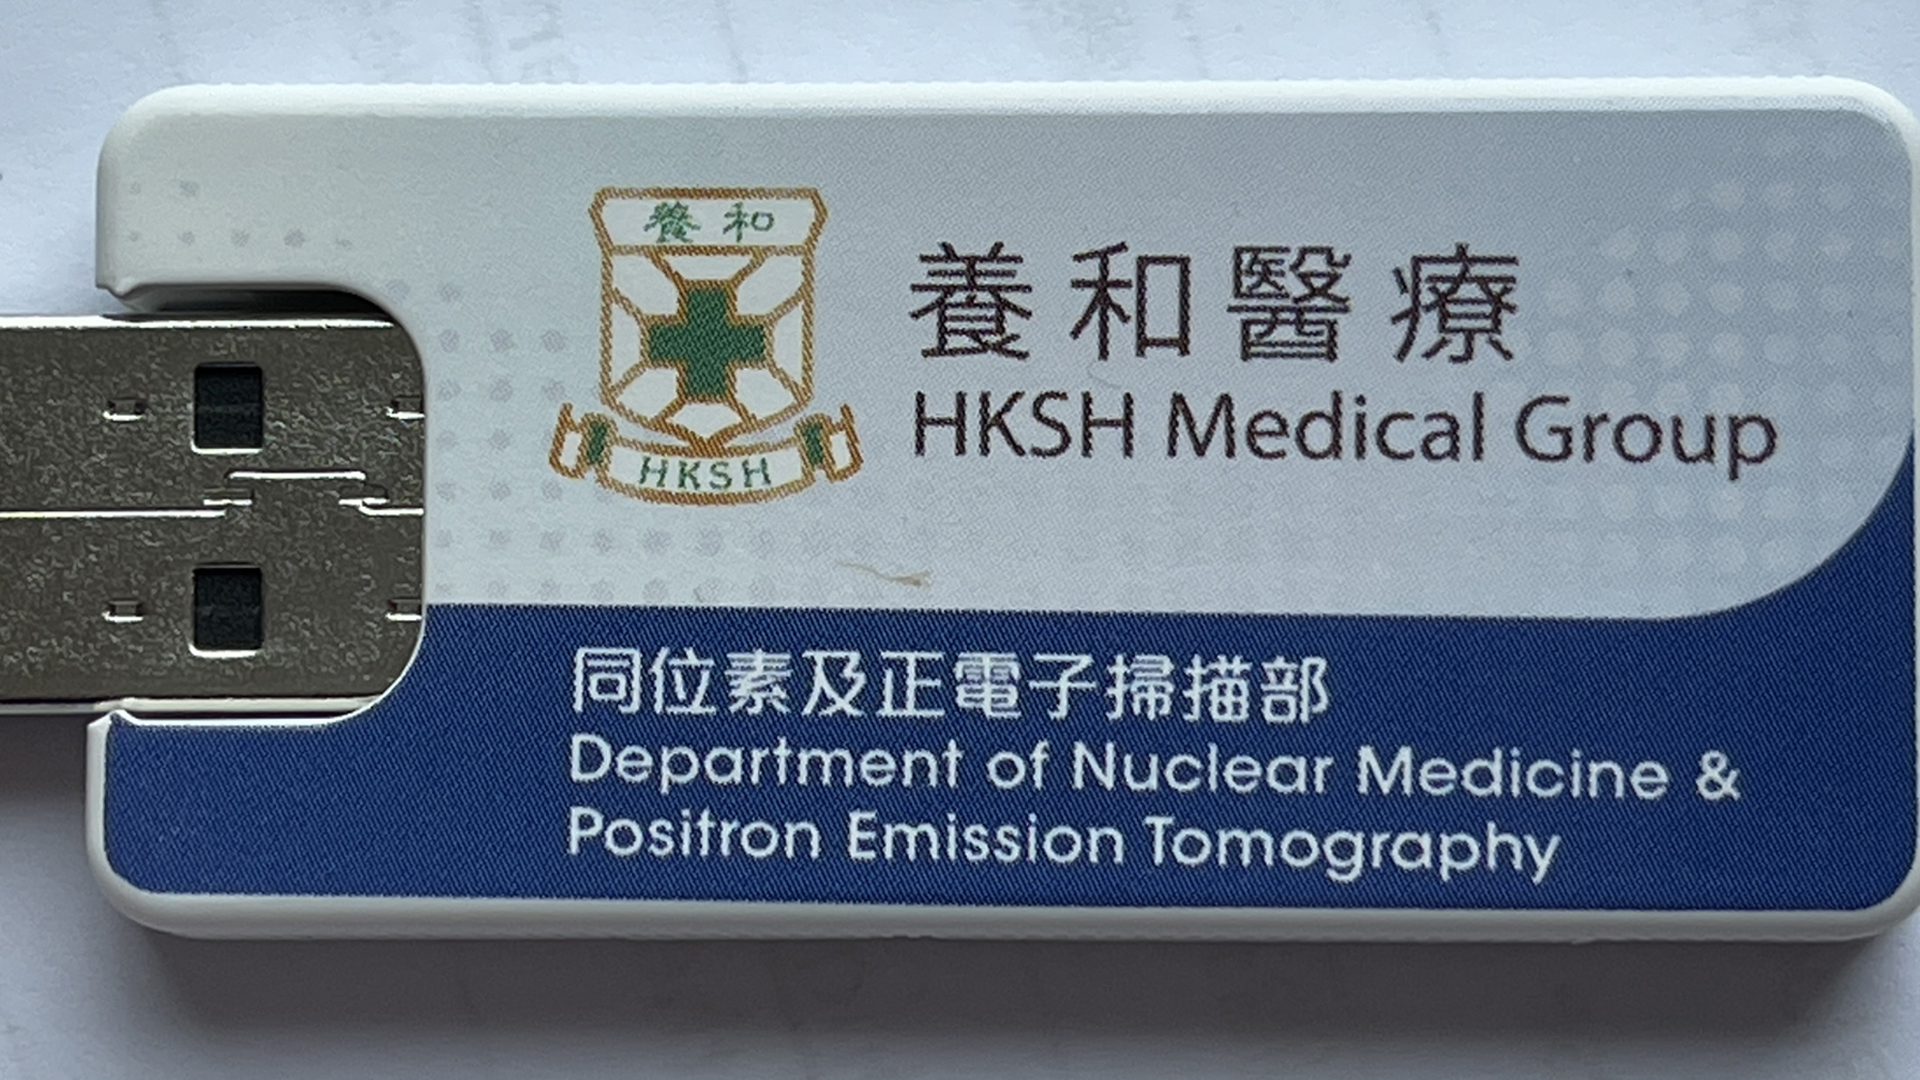 養和
HKSH
養和醫療
HKSH Medical Group
同位素及正電子掃描部
Department of Nuclear Medicine &
Positron Emission Tomography